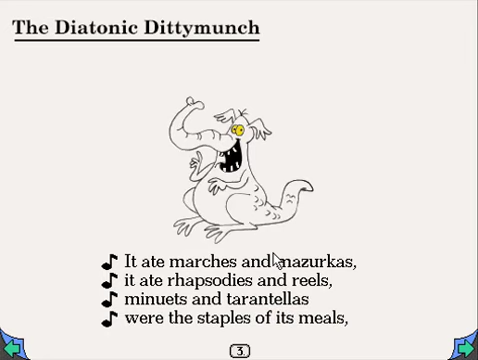 The Diatonic Dittymunch
It ate marches and mazurkas,
it ate rhapsodies and reels,
minuets and tarantellas
were the staples of its meals,
3